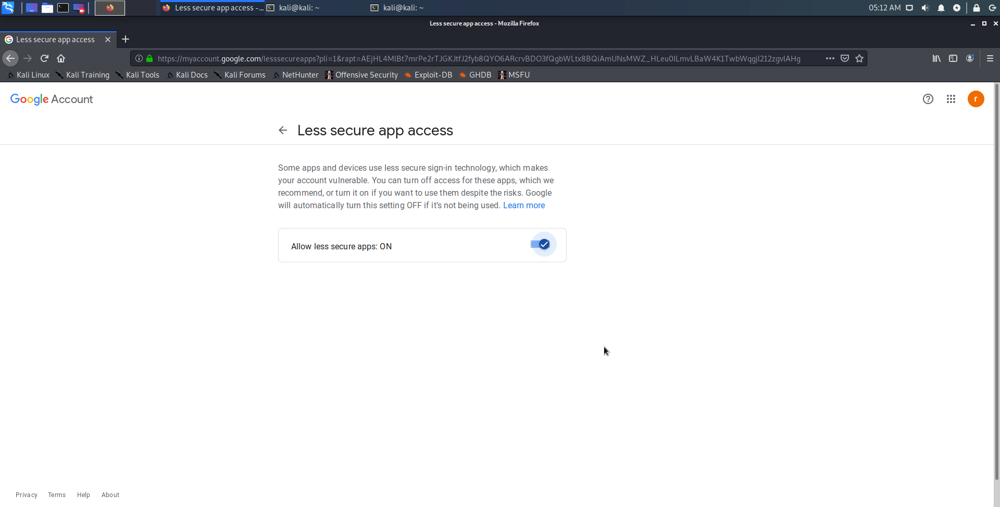 Less secure app access -...
kali@kali: ~
kali@kali: ~
05:12 AM
Less secure app access - Mozilla Firefox
Less secure app access
https://myaccount.google.com/lesssecureapps?pli=1&rapt=AEjHL4MlBt7mrPe2rTJGKJtfJ2fyb8QYO6ARcrvBDO3fQgbWLtx8BQiAmUNsMWZ_HLeu0ILmvLBaW4K1TwbWqgjl212zgvlAHg
Kali Linux
Kali Training
Kali Tools
Kali Docs
Kali Forums
NetHunter
Offensive Security
Exploit-DB
GHDB
MSFU
Google Account
r
Less secure app access
Some apps and devices use less secure sign-in technology, which makes
your account vulnerable. You can turn off access for these apps, which we
recommend, or turn it on if you want to use them despite the risks. Google
will automatically turn this setting OFF if it's not being used. Learn more
Allow less secure apps: ON
Privacy
Terms
Help
About